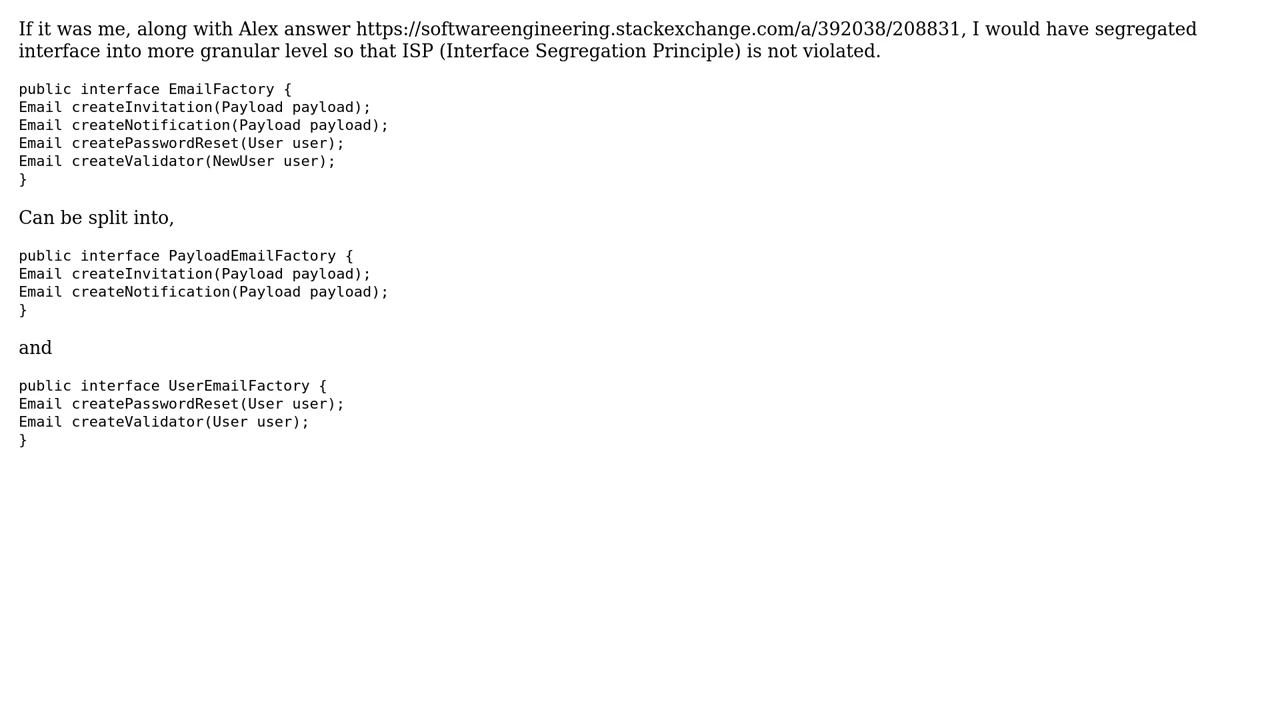 If it was me, along with Alex answer https://softwareengineering.stackexchange.com/a/392038/208831, I would have segregated
interface into more granular level so that ISP (Interface Segregation Principle) is not violated.
public interface EmailFactory {
Email createInvitation(Payload payload);
Email createNotification(Payload payload);
Email createPasswordReset(User user);
Email createValidator(NewUser user);
}
Can be split into,
public interface PayloadEmailFactory {
Email createInvitation(Payload payload);
Email createNotification(Payload payload);
}
and
public interface UserEmailFactory {
Email createPasswordReset(User user);
Email createValidator(User user);
}